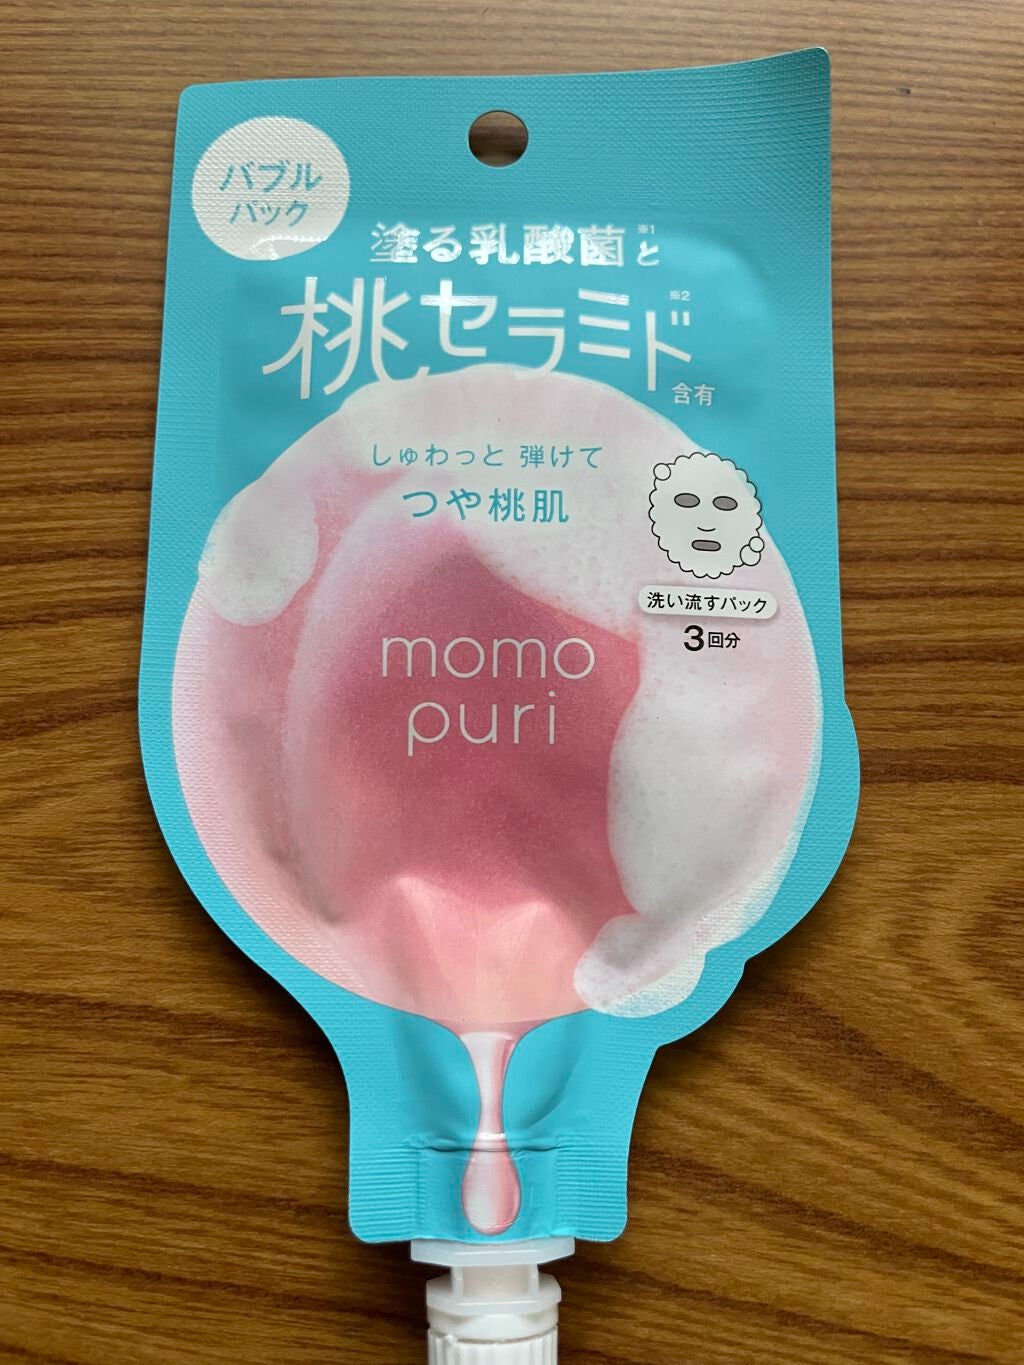 バブル
パック
塗る乳酸菌※1と
桃セラミド※2
含有
しゅわっと 弾けて
つや桃肌
洗い流すパック
3回分
momo
puri